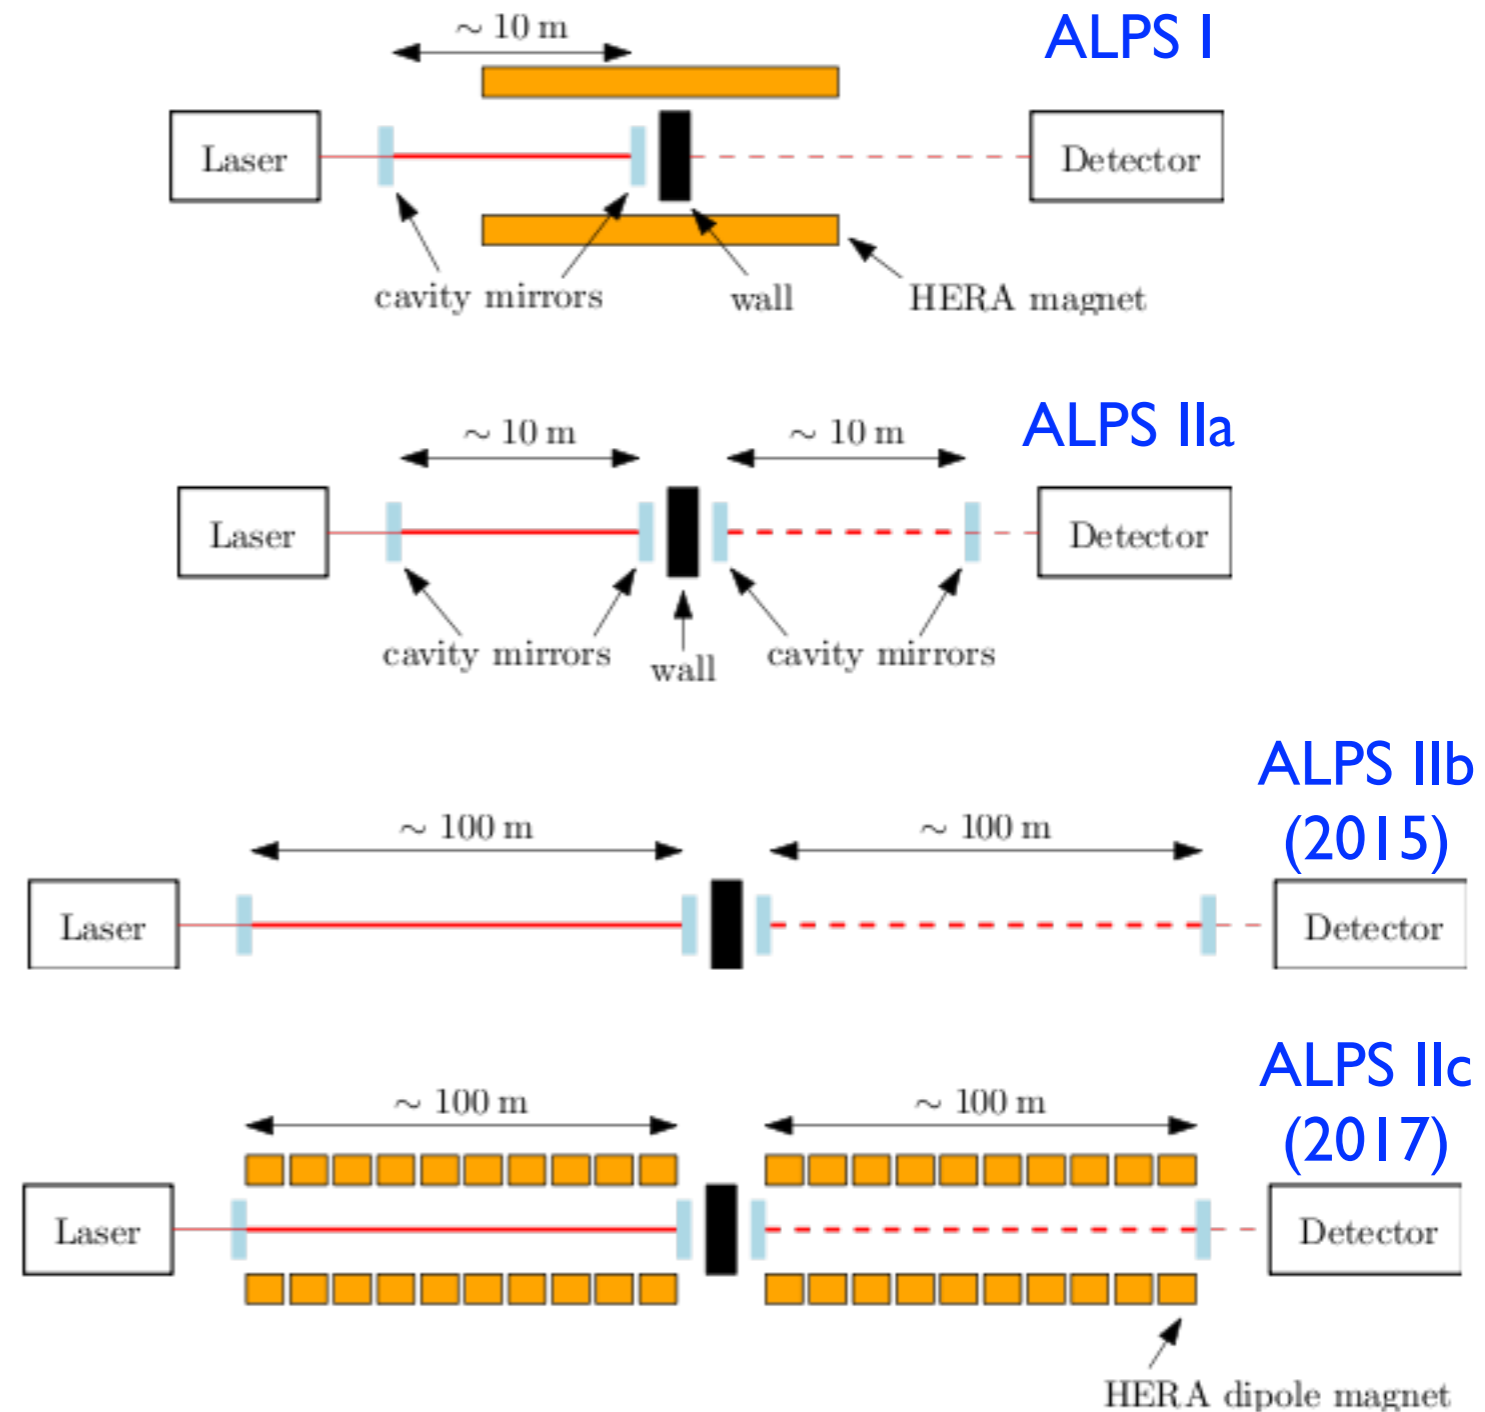 ~ 10 m
ALPS I
Laser
Detector
cavity mirrors
wall
HERA magnet
~ 10 m
~ 10 m
ALPS IIa
Laser
Detector
cavity mirrors
wall
cavity mirrors
ALPS IIb
(2015)
~ 100 m
~ 100 m
Laser
Detector
ALPS IIc
(2017)
~ 100 m
~ 100 m
Laser
Detector
HERA dipole magnet